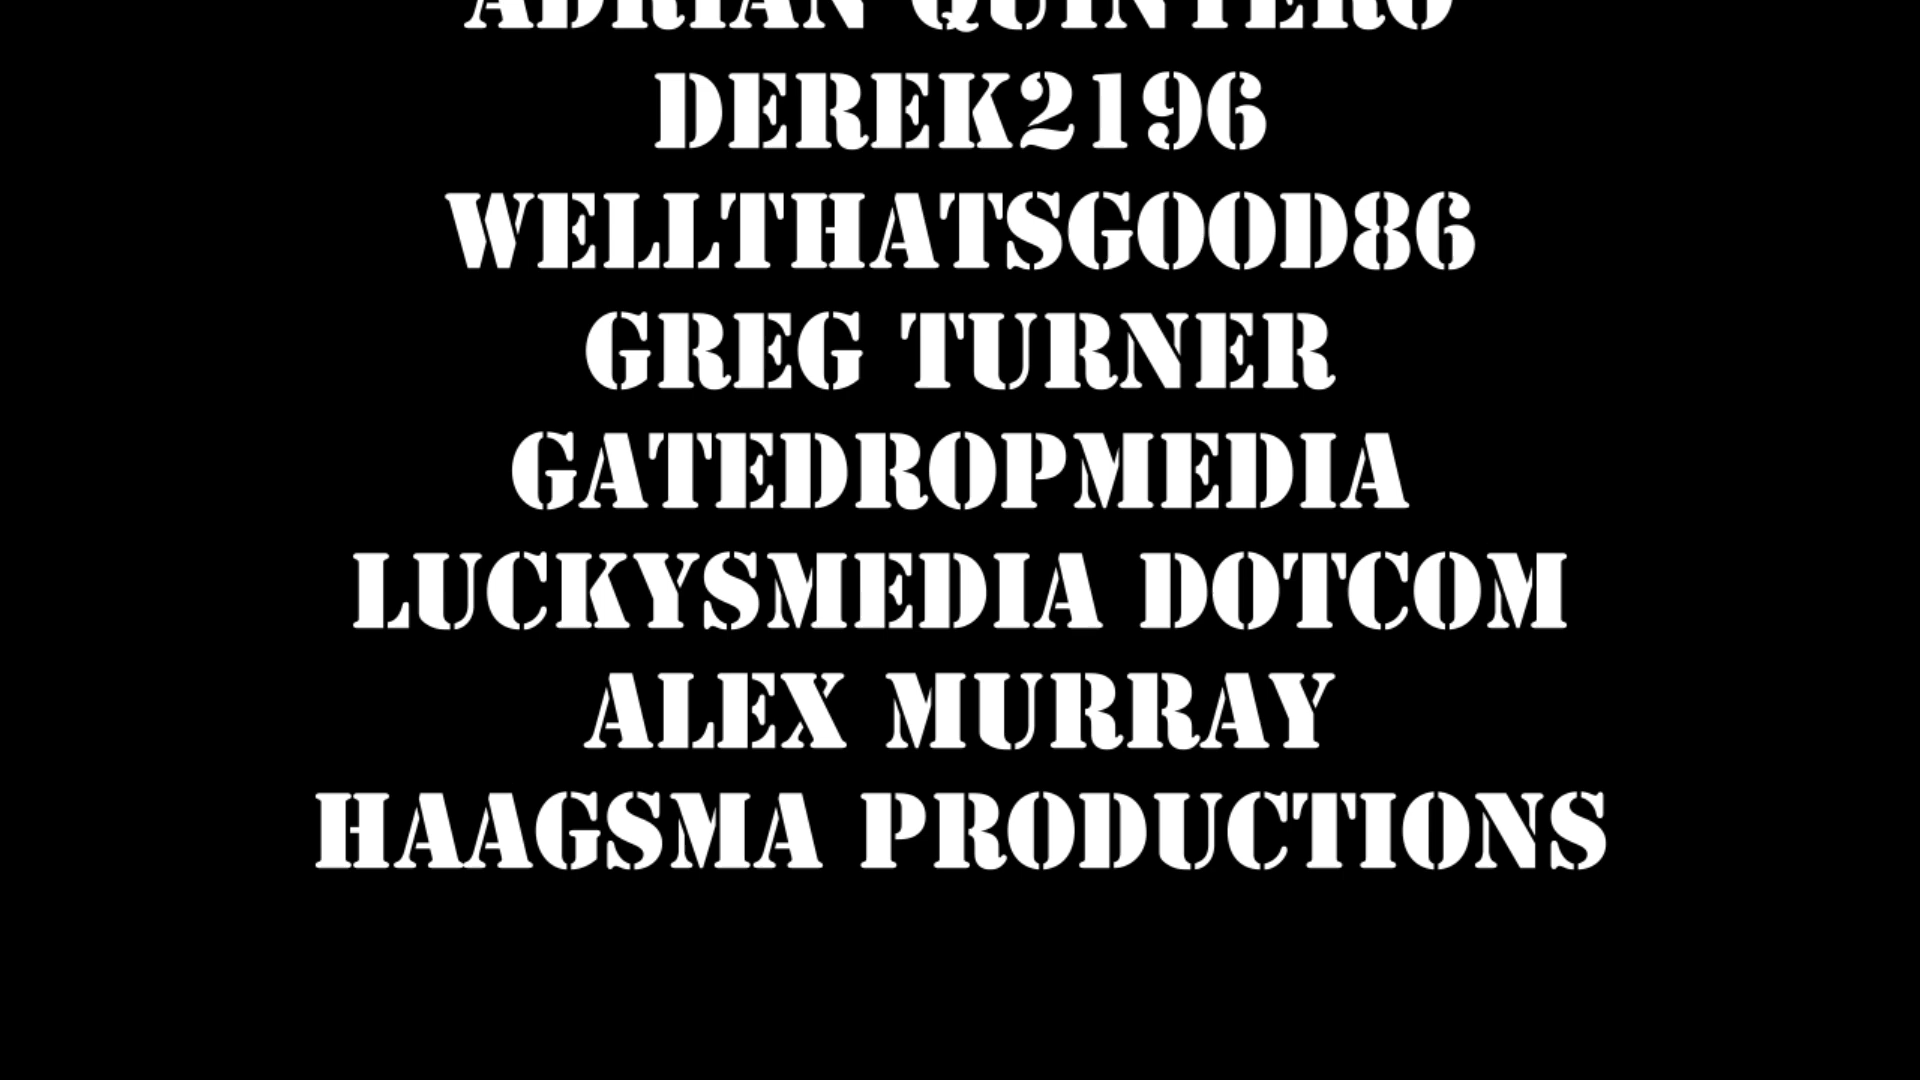 ADRIAN QUINTERO
DEREK2196
WELLTHATSGOOD86
GREG TURNER
GATEDROPMEDIA
LUCKYSMEDIA DOTCOM
ALEX MURRAY
HAAGSMA PRODUCTIONS